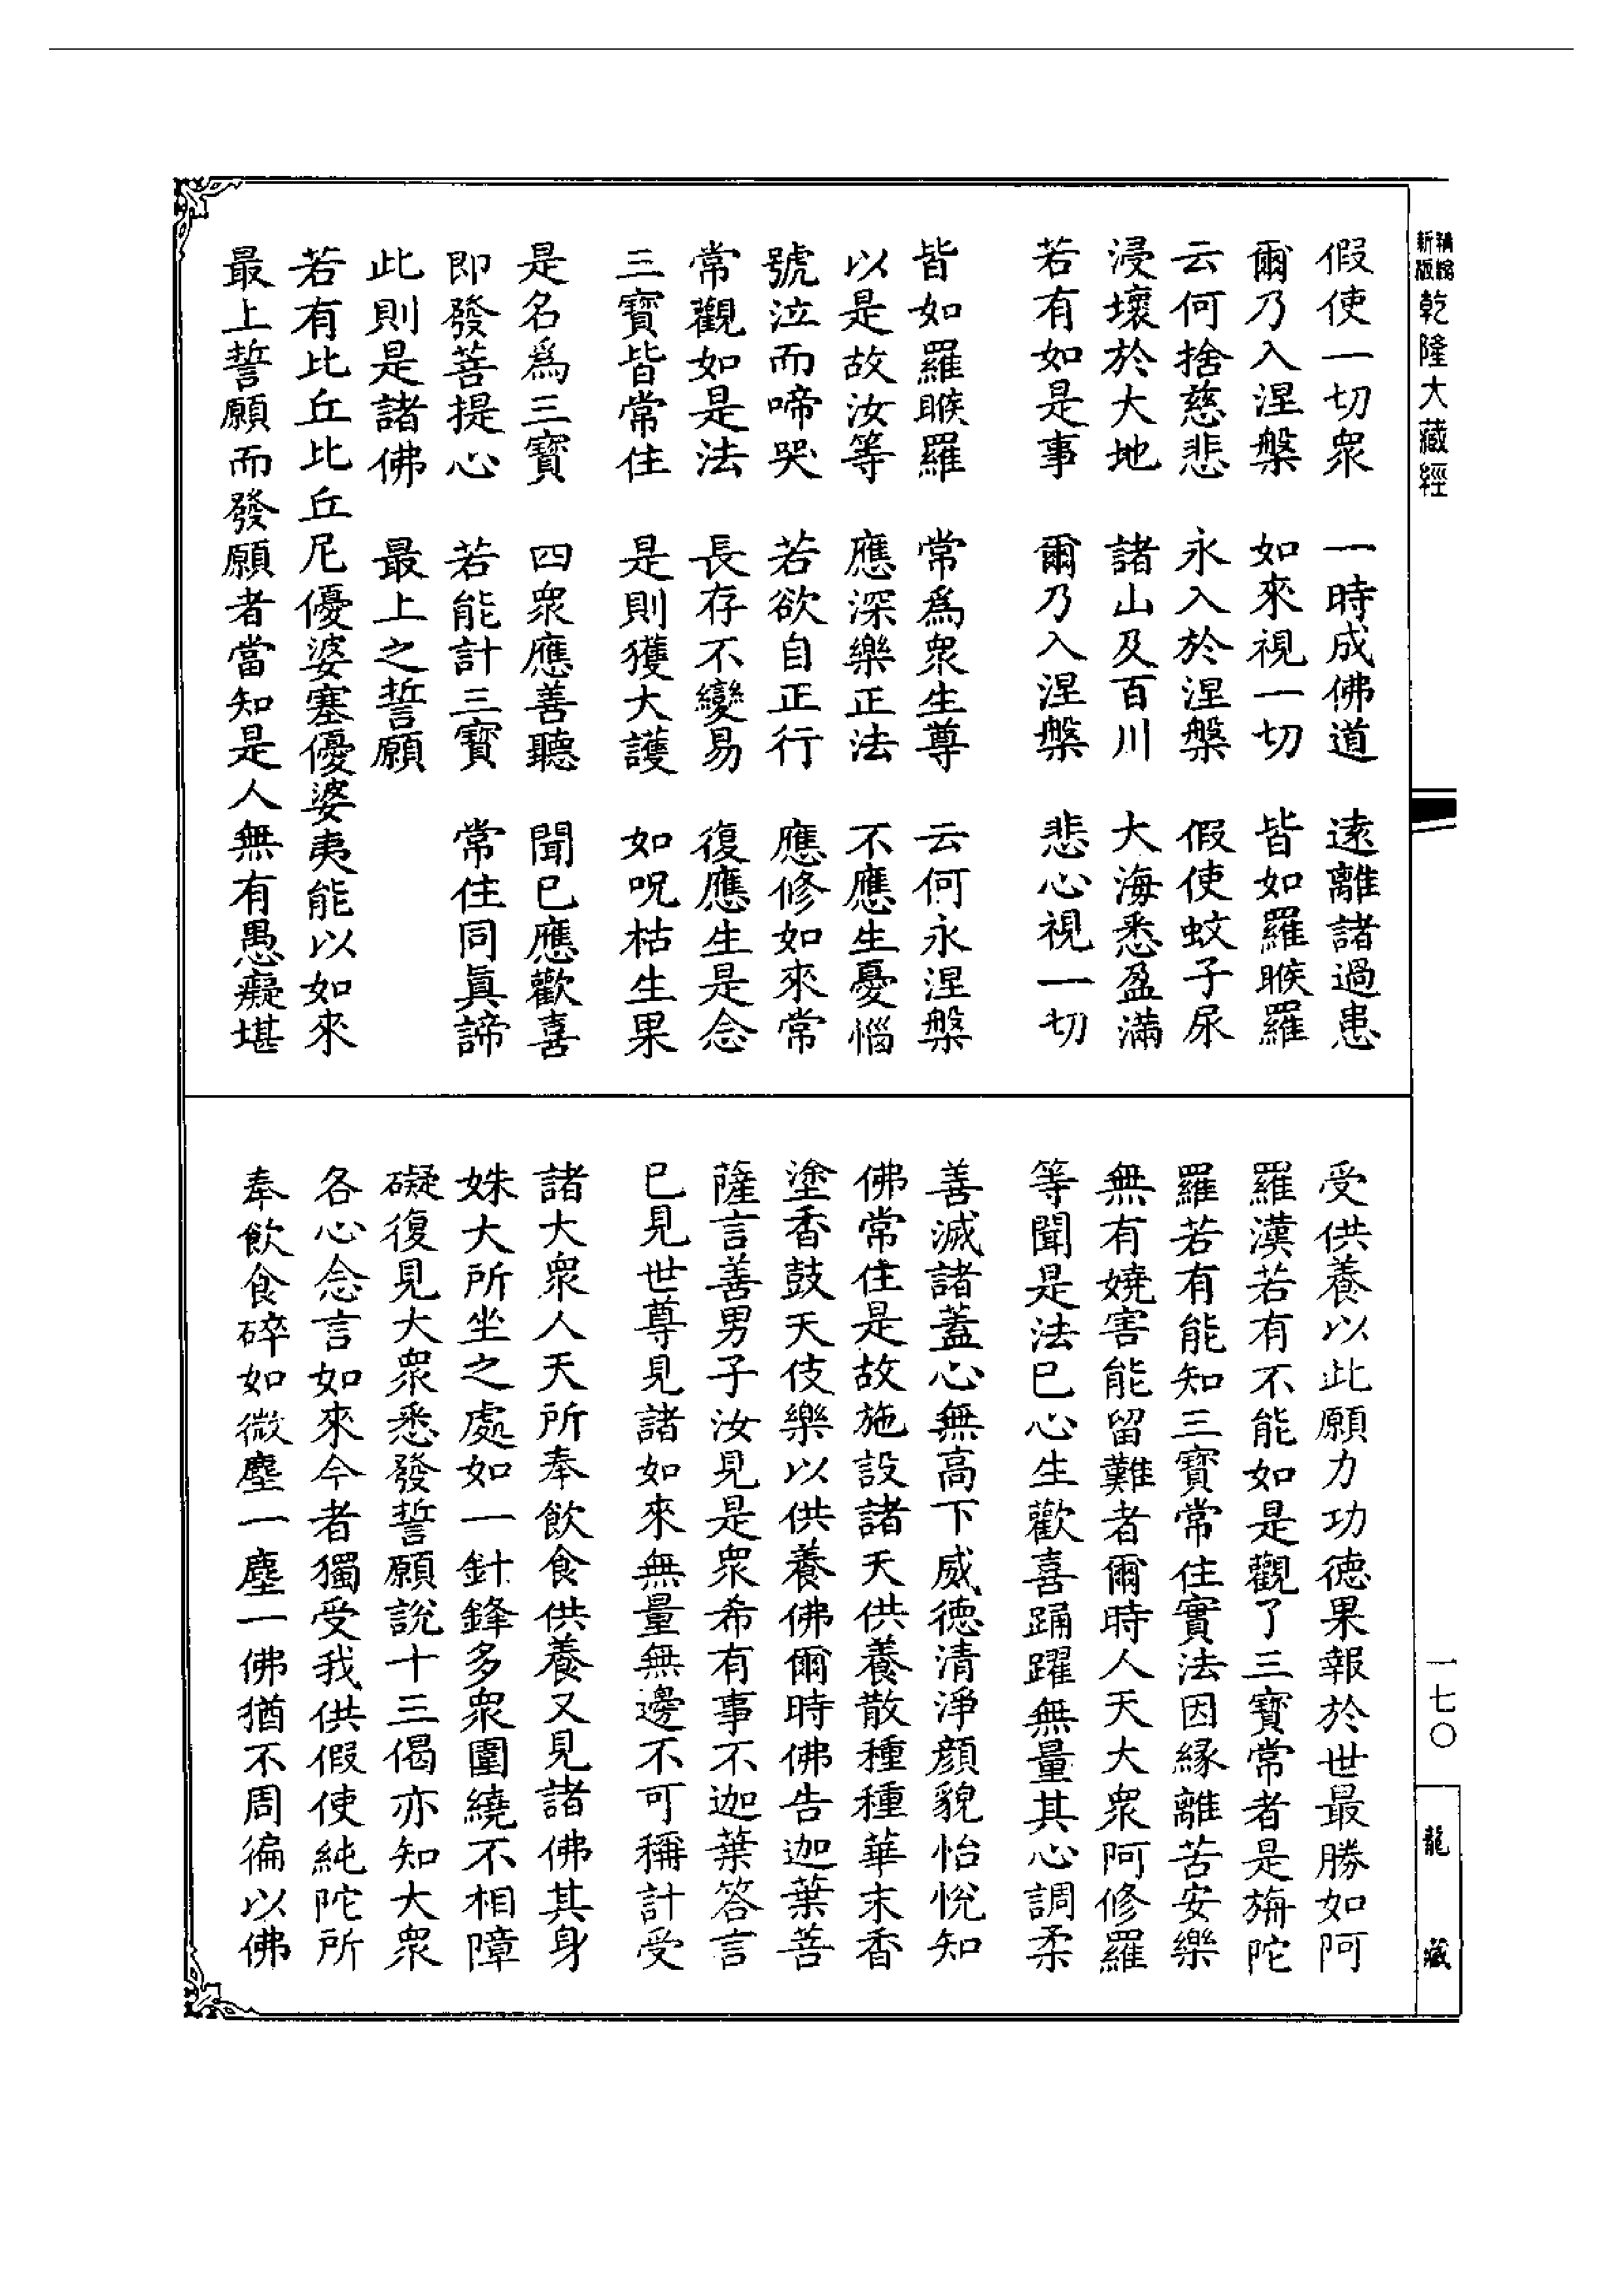 新版 精縮 乾隆大藏經
假使一切眾　一時成佛道　遠離諸過患
爾乃入涅槃　如來視一切　皆如羅睺羅
云何捨慈悲　永入於涅槃　假使蚊子尿
浸壞於大地　諸山及百川　大海悉盈滿
若有如是事　爾乃入涅槃　悲心視一切
皆如羅睺羅　常爲眾生尊　云何永涅槃
以是故汝等　應深樂正法　不應生憂惱
號泣而啼哭　若欲自正行　應修如來常
常觀如是法　長存不變易　復應生是念
三寶皆常住　是則獲大護　如呪枯生果
是名爲三寶　四眾應善聽　聞已應歡喜
即發菩提心　若能計三寶　常住同眞諦
此則是諸佛　最上之誓願
若有比丘比丘尼優婆塞優婆夷能以如來
最上誓願而發願者當知是人無有愚癡堪
受供養以此願力功德果報於世最勝如阿
羅漢若有不能如是觀了三寶常者是旃陀
羅若有能知三寶常住實法因緣離苦安樂
無有嬈害能留難者爾時人天大眾阿修羅
等聞是法已心生歡喜踊躍無量其心調柔
善滅諸蓋心無高下威德清淨顏貌怡悅知
佛常住是故施設諸天供養散種種華末香
塗香鼓天伎樂以供養佛爾時佛告迦葉菩
薩言善男子汝見是眾希有事不迦葉答言
已見世尊見諸如來無量無邊不可稱計受
諸大眾人天所奉飲食供養又見諸佛其身
姝大所坐之處如一針鋒多眾圍繞不相障
礙復見大眾悉發誓願說十三偈亦知大眾
各心念言如來今者獨受我供假使純陀所
奉飲食碎如微塵一塵一佛猶不周徧以佛
一七〇
龍藏